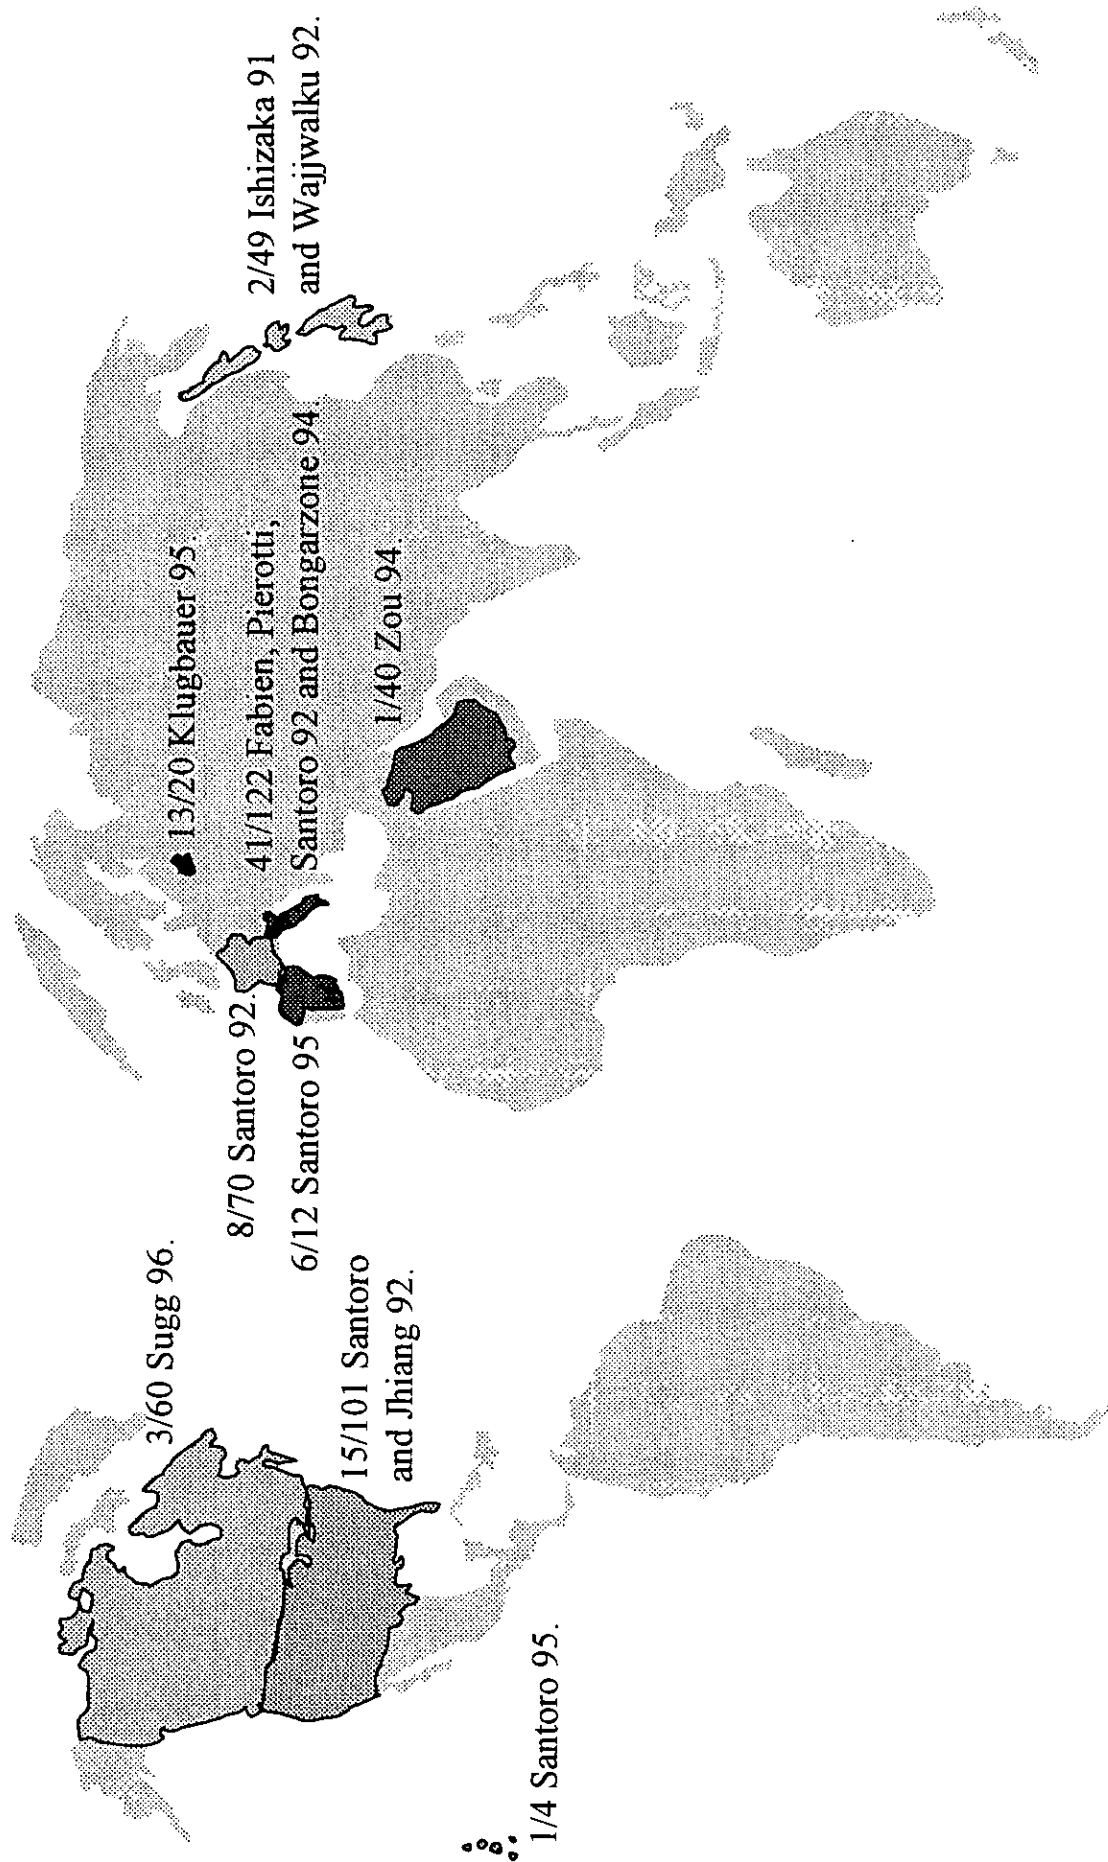 3/60 Sugg 96.
15/101 Santoro
and Jhiang 92.
1/4 Santoro 95.
8/70 Santoro 92.
6/12 Santoro 95
13/20 Klugbauer 95.
41/122 Fabien, Pierotti,
Santoro 92 and Bongarzone 94.
1/40 Zou 94.
2/49 Ishizaka 91
and Wajjwalku 92.